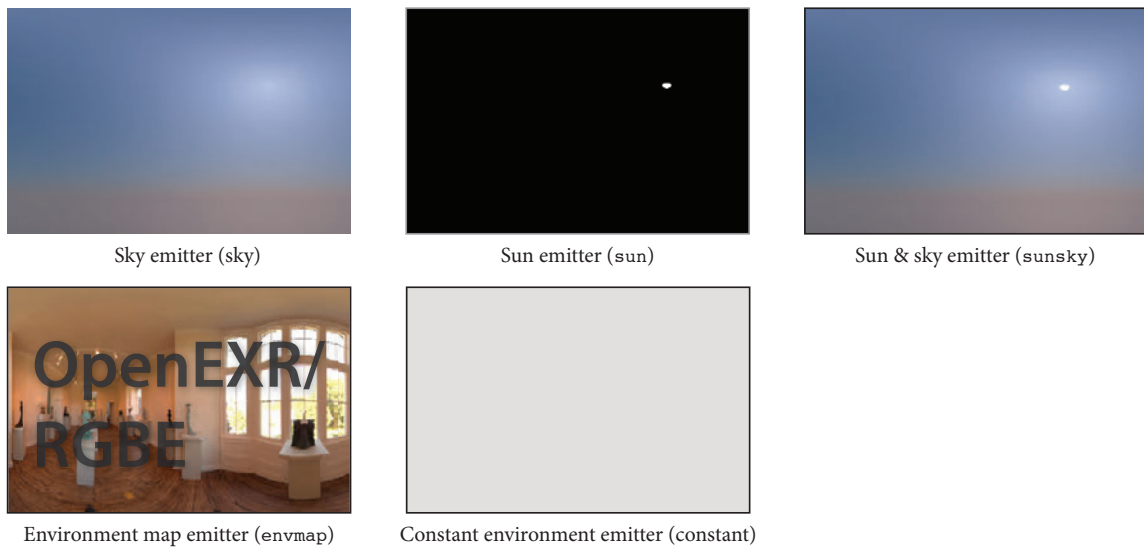 Sky emitter (sky)
Sun emitter (sun)
Sun & sky emitter (sunsky)
OpenEXR/
RGBE
Environment map emitter (envmap)
Constant environment emitter (constant)